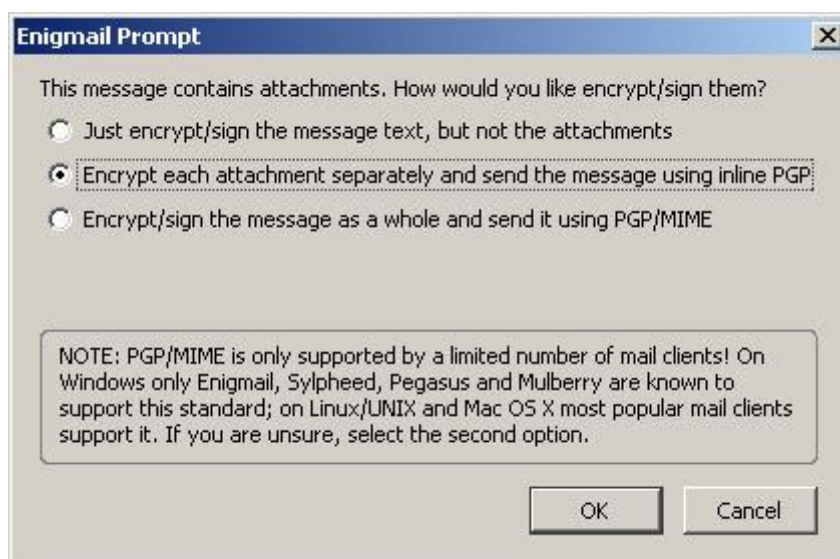 Enigmail Prompt
This message contains attachments. How would you like encrypt/sign them?
Just encrypt/sign the message text, but not the attachments
Encrypt each attachment separately and send the message using inline PGP
Encrypt/sign the message as a whole and send it using PGP/MIME
NOTE: PGP/MIME is only supported by a limited number of mail clients! On
Windows only Enigmail, Sylpheed, Pegasus and Mulberry are known to
support this standard; on Linux/UNIX and Mac OS X most popular mail clients
support it. If you are unsure, select the second option.
OK
Cancel